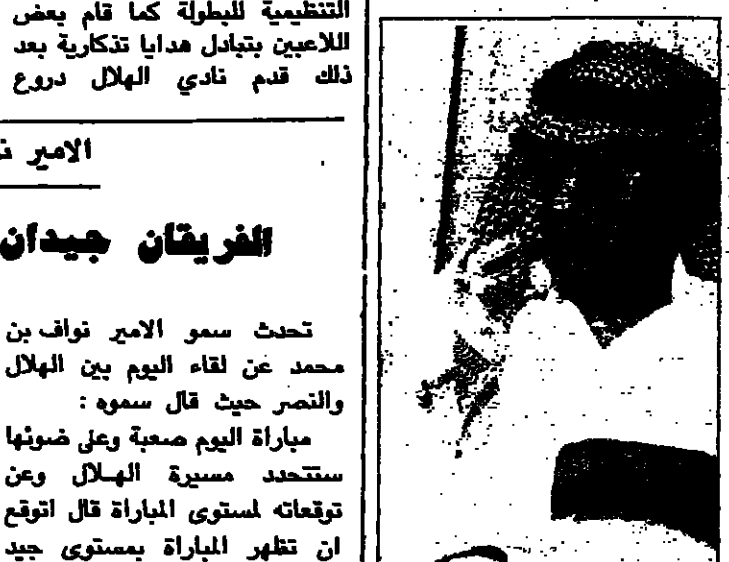 التنظيمية للبطولة كما قام بعض
اللاعبين بتبادل هدايا تذكارية بعد
ذلك قدم نادي الهلال دروع
الامير
الفريقان جيدان
تحدث سمو الامير نواف بن
محمد عن لقاء اليوم بين الهلال
والنصر حيث قال سموه :
مباراة اليوم صعبة وعلى ضوئها
ستتحدد مسيرة الهلال وعن
توقعاته لمستوى المباراة قال اتوقع
ان تظهر المباراة بمستوى جيد